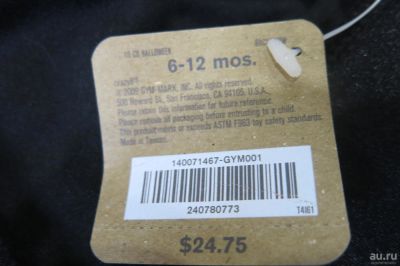 10 CS HALLOWEEN
6-12 mos.
© 2009 GYM-MARK, INC. All rights reserved.
500 Howard St., San Francisco, CA 94105, U.S.A.
Please retain this information for future reference.
Please remove all packaging before entrusting to a child.
This product meets or exceeds ASTM F963 toy safety standards.
Made in Taiwan.
140071467-GYM001
240780773
T4161
$24.75
au.ru